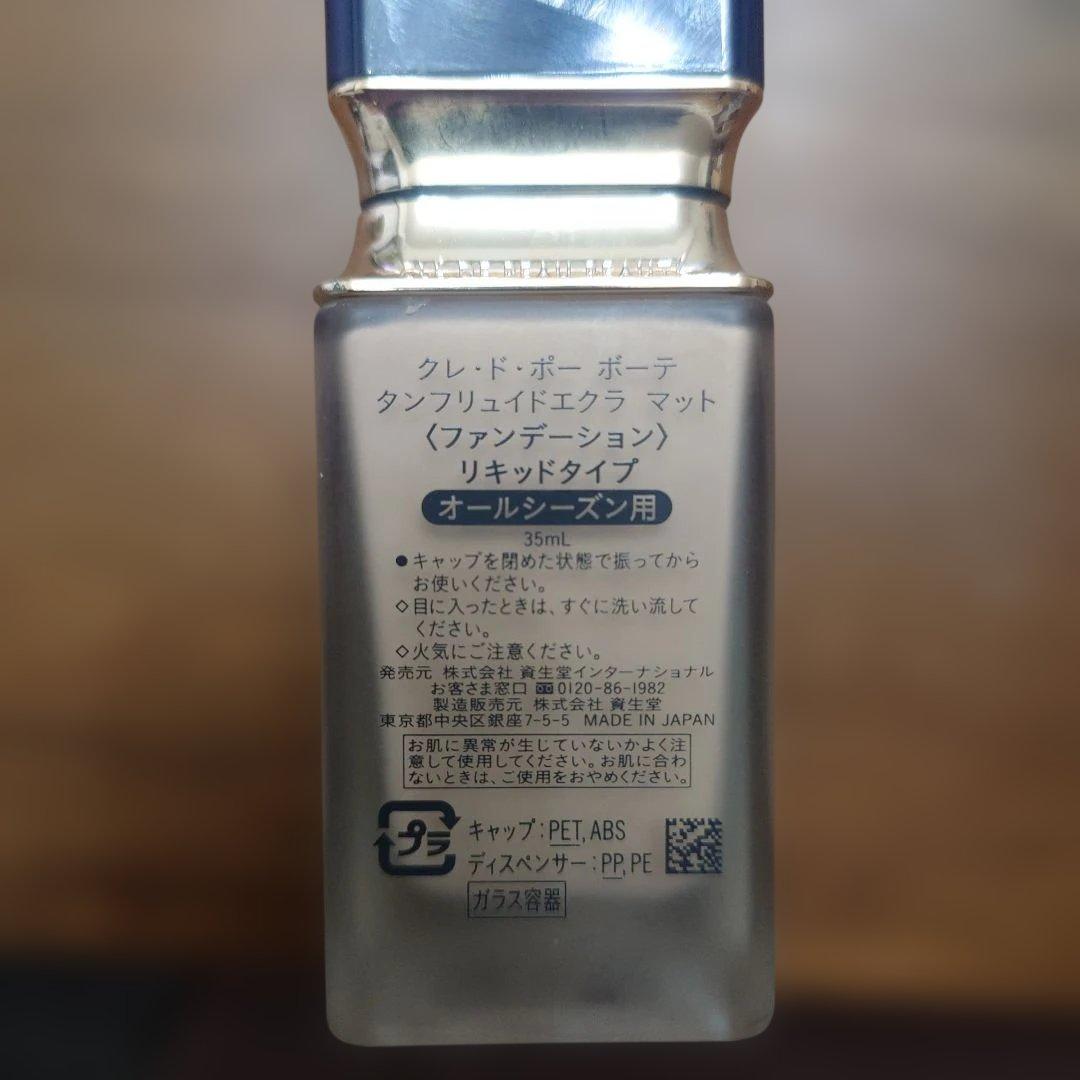 クレ・ド・ポー ボーテ
タンフリュイドエクラ マット
〈ファンデーション〉
リキッドタイプ
オールシーズン用
35mL
●キャップを閉めた状態で振ってから
お使いください。
◇目に入ったときは、すぐに洗い流して
ください。
◇火気にご注意ください。
発売元 株式会社 資生堂インターナショナル
お客さま窓口 0120-86-1982
製造販売元 株式会社 資生堂
東京都中央区銀座7-5-5 MADE IN JAPAN
お肌に異常が生じていないかよく注
意して使用してください。お肌に合わ
ないときは、ご使用をおやめください。
プラ
キャップ:PET, ABS
ディスペンサー:PP, PE
ガラス容器